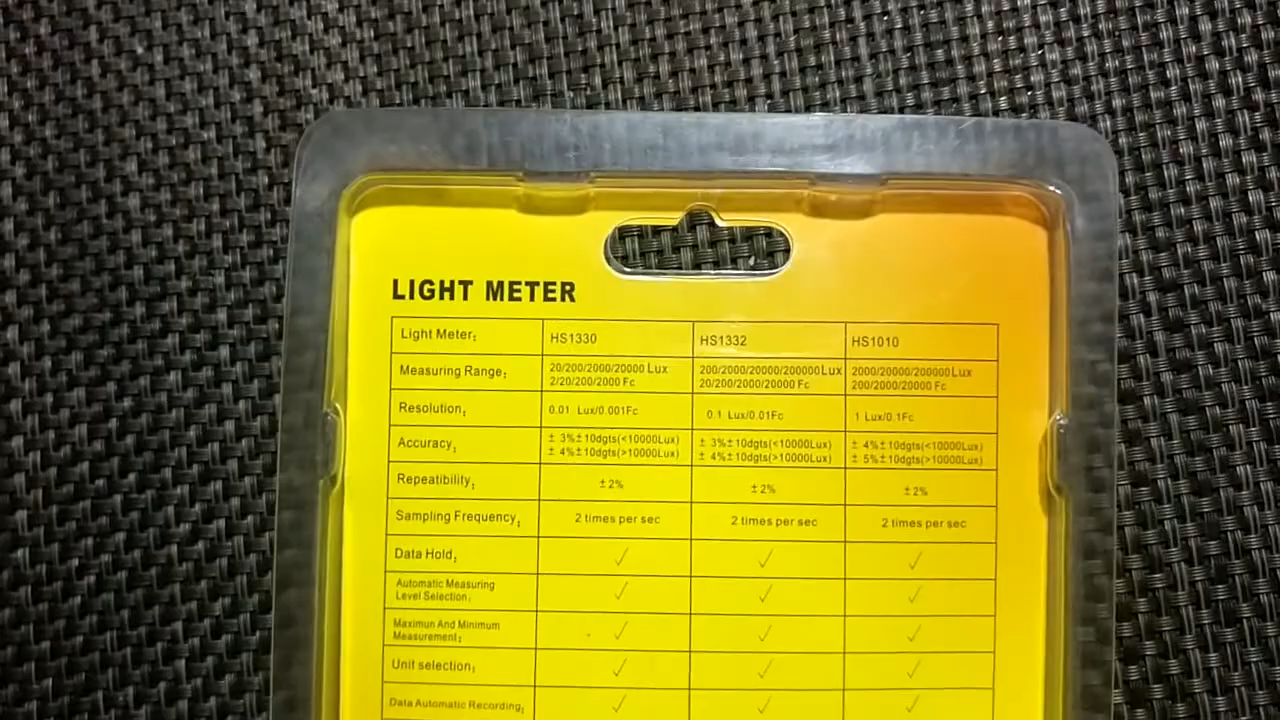 LIGHT METER
Light Meter: HS1330 HS1332 HS1010
Measuring Range: 20/200/2000/20000 Lux 200/2000/20000/200000Lux 2000/20000/200000Lux
2/20/200/2000 Fc 20/200/2000/20000 Fc 200/2000/20000 Fc
Resolution: 0.01 Lux/0.001Fc 0.1 Lux/0.01Fc 1 Lux/0.1Fc
Accuracy: ± 3%±10dgts(<10000Lux) ± 3%±10dgts(<10000Lux) ± 4%±10dgts(<10000Lux)
± 4%±10dgts(>10000Lux) ± 4%±10dgts(>10000Lux) ± 5%±10dgts(>10000Lux)
Repeatibility: ±2% ±2% ±2%
Sampling Frequency: 2 times per sec 2 times per sec 2 times per sec
Data Hold: ✓ ✓ ✓
Automatic Measuring
Level Selection: ✓ ✓ ✓
Maximun And Minimum
Measurement: ✓ ✓ ✓
Unit selection: ✓ ✓ ✓
Data Automatic Recording: ✓ ✓ ✓